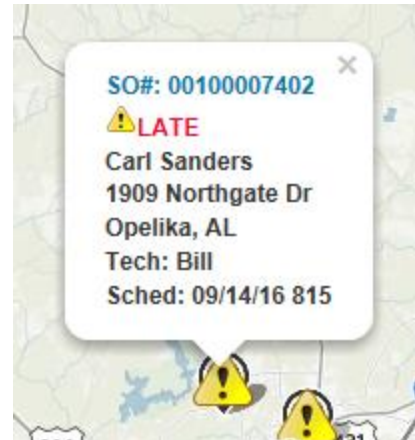 ×
SO#: 00100007402
LATE
Carl Sanders
1909 Northgate Dr
Opelika, AL
Tech: Bill
Sched: 09/14/16 815